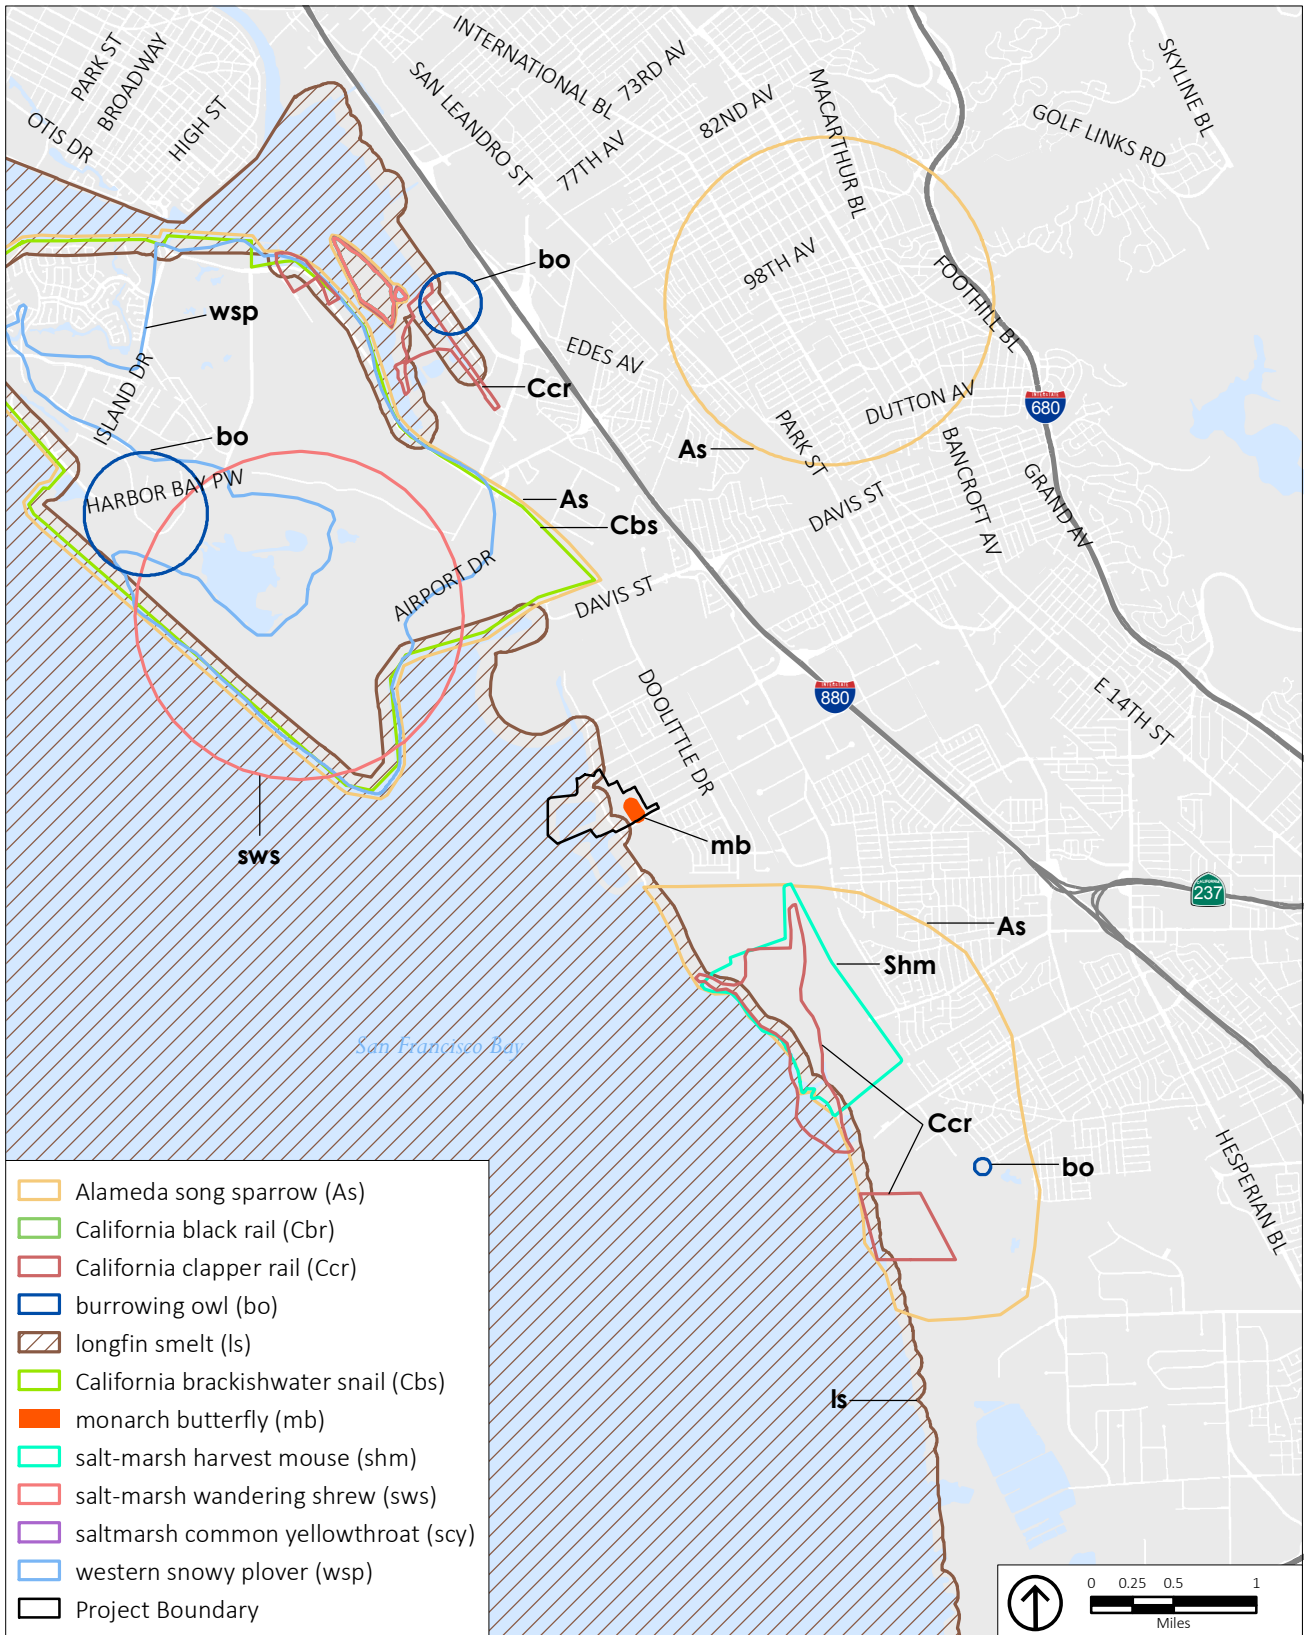 PARK ST
BROADWAY
OTIS DR
HIGH ST
INTERNATIONAL BL
SAN LEANDRO ST
73RD AV
77TH AV
82ND AV
MACARTHUR BL
GOLF LINKS RD
SKYLINE BL
98TH AV
FOOTHILL BL
bo
wsp
EDES AV
Ccr
ISLAND DR
DUTTON AV
INTERSTATE
680
bo
As
PARK ST
BANCROFT AV
HARBOR BAY PW
GRAND AV
As
DAVIS ST
Cbs
AIRPORT DR
DAVIS ST
DOOLITTLE DR
INTERSTATE
880
E 14TH ST
mb
sws
CALIFORNIA
237
As
Shm
San Francisco Bay
Ccr
bo
HESPERIAN BL
ls
Alameda song sparrow (As)
California black rail (Cbr)
California clapper rail (Ccr)
burrowing owl (bo)
longfin smelt (ls)
California brackishwater snail (Cbs)
monarch butterfly (mb)
salt-marsh harvest mouse (shm)
salt-marsh wandering shrew (sws)
saltmarsh common yellowthroat (scy)
western snowy plover (wsp)
Project Boundary
0 0.25 0.5 1
Miles